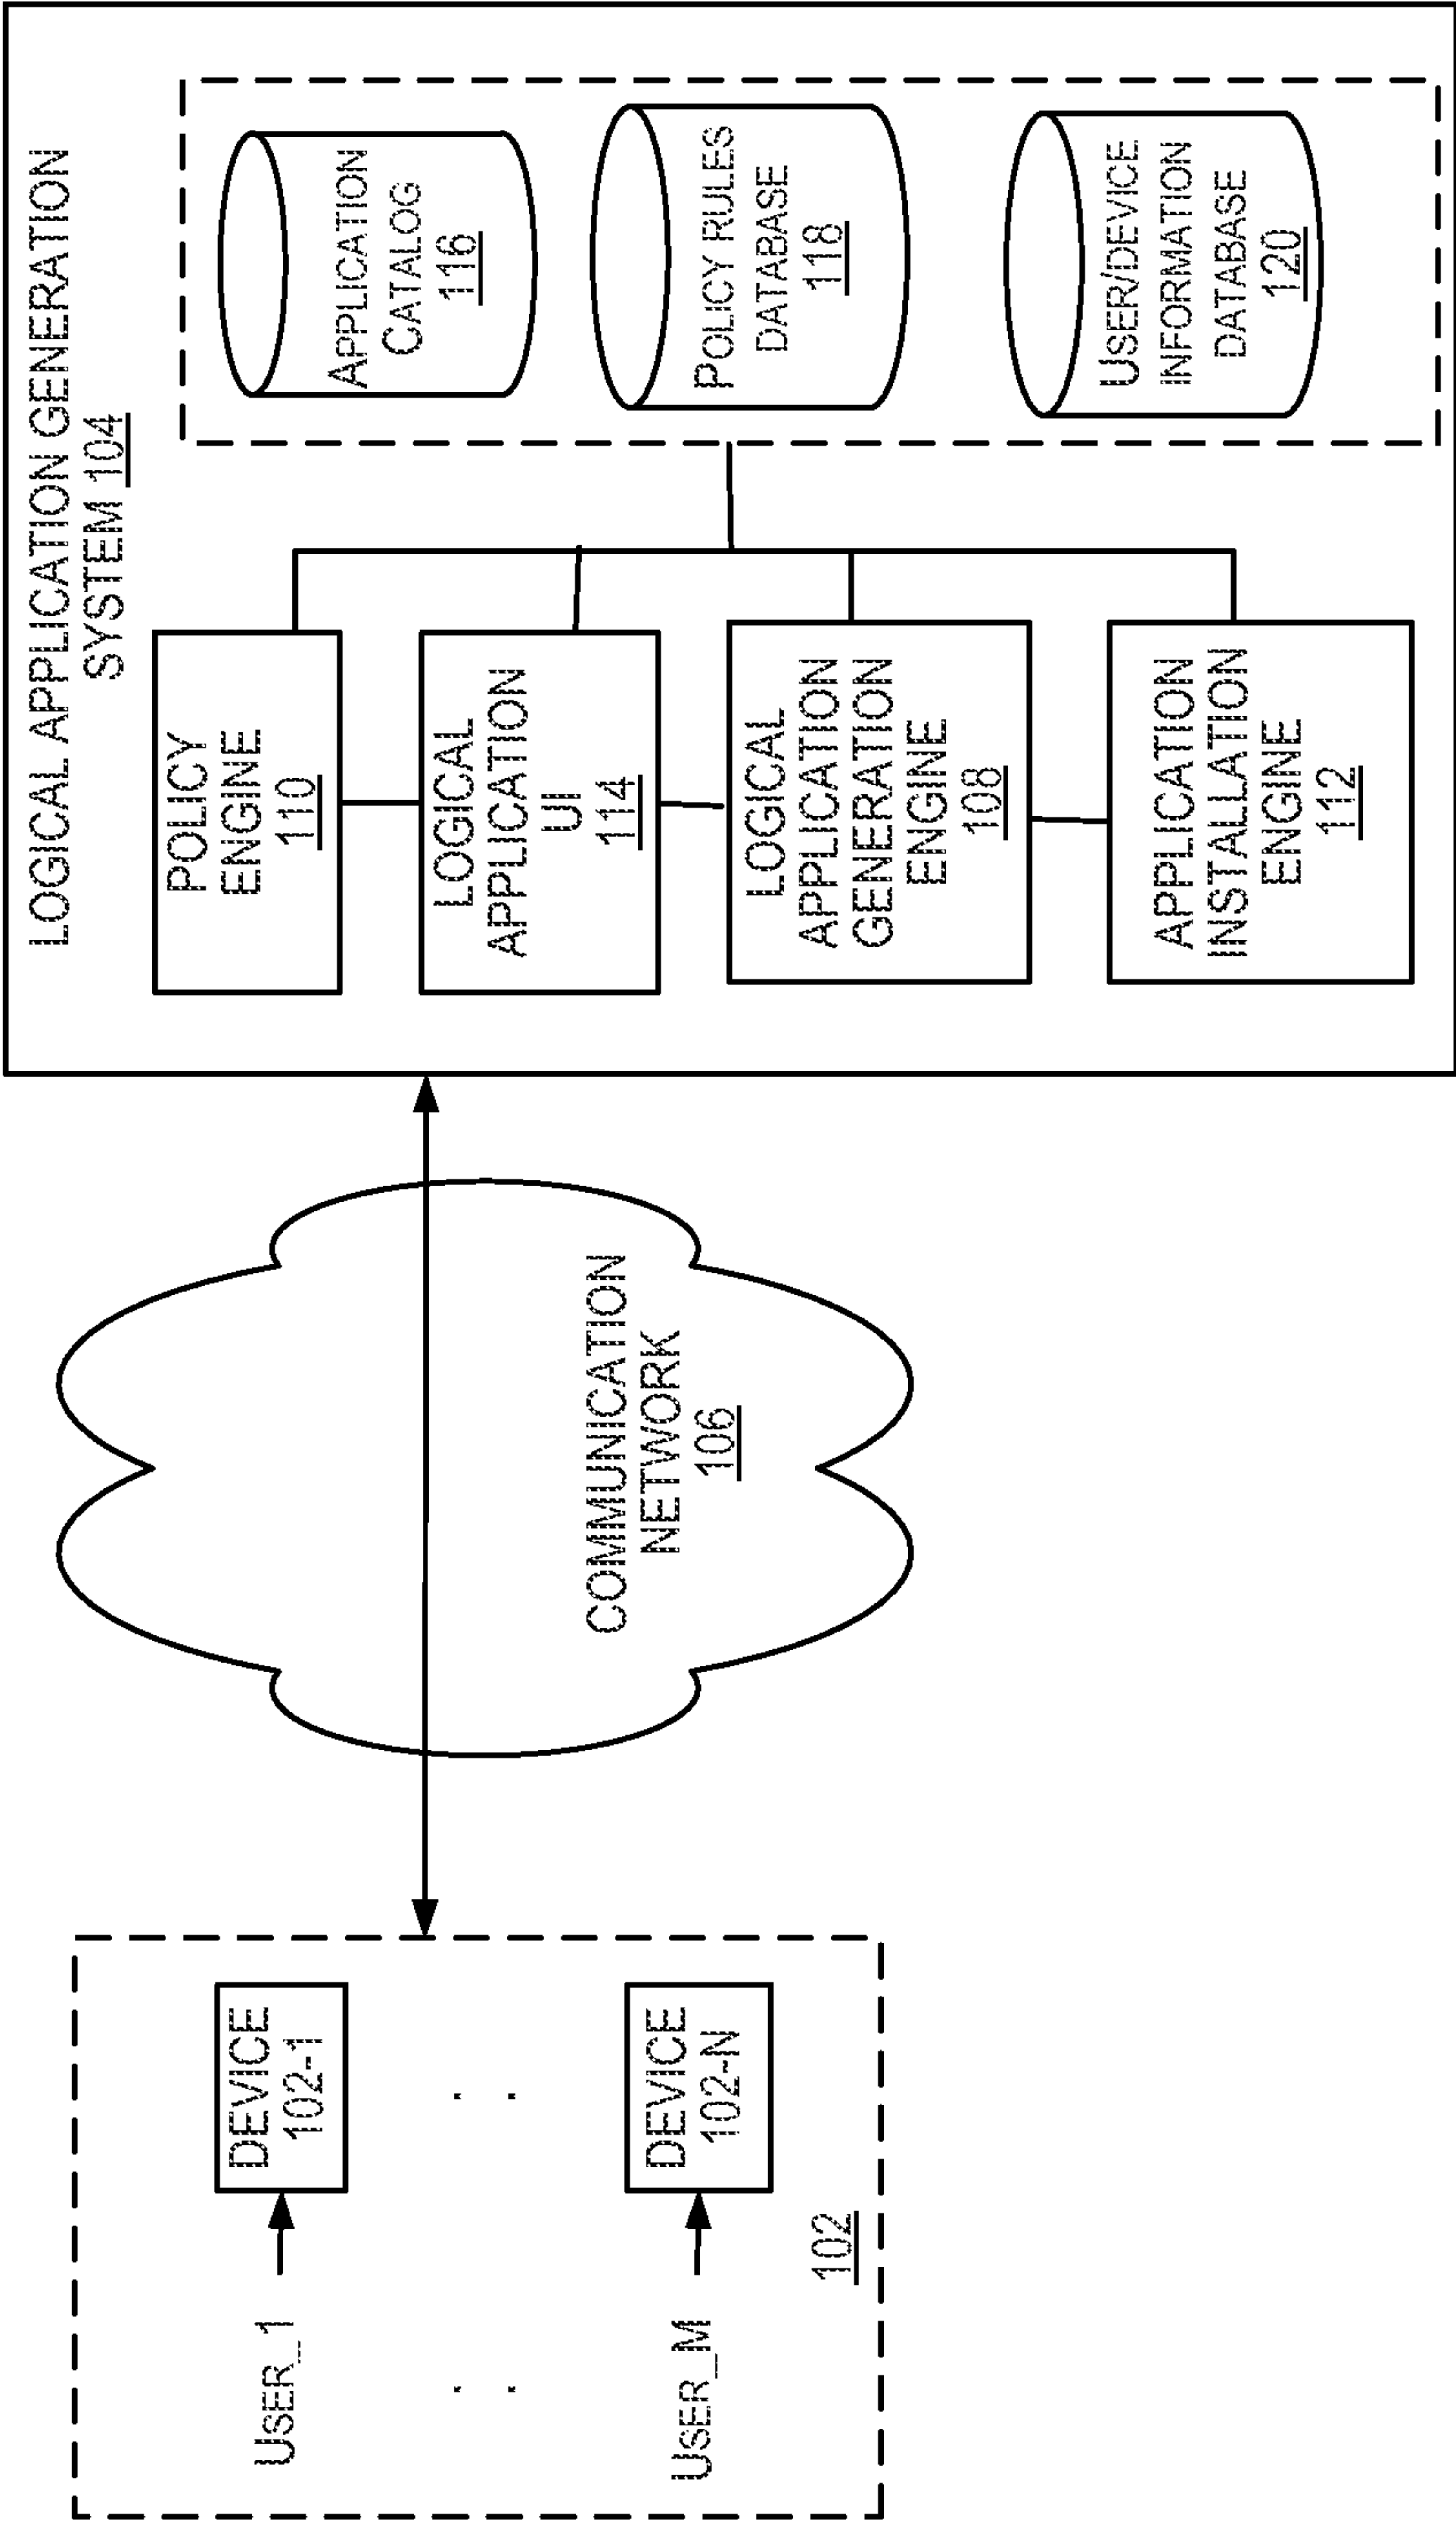 USER_1
DEVICE
102-1
. .
. .
USER_M
DEVICE
102-N
102
COMMUNICATION
NETWORK
106
LOGICAL APPLICATION GENERATION
SYSTEM 104
POLICY
ENGINE
110
LOGICAL
APPLICATION
UI
114
LOGICAL
APPLICATION
GENERATION
ENGINE
108
APPLICATION
INSTALLATION
ENGINE
112
APPLICATION
CATALOG
116
POLICY RULES
DATABASE
118
USER/DEVICE
INFORMATION
DATABASE
120